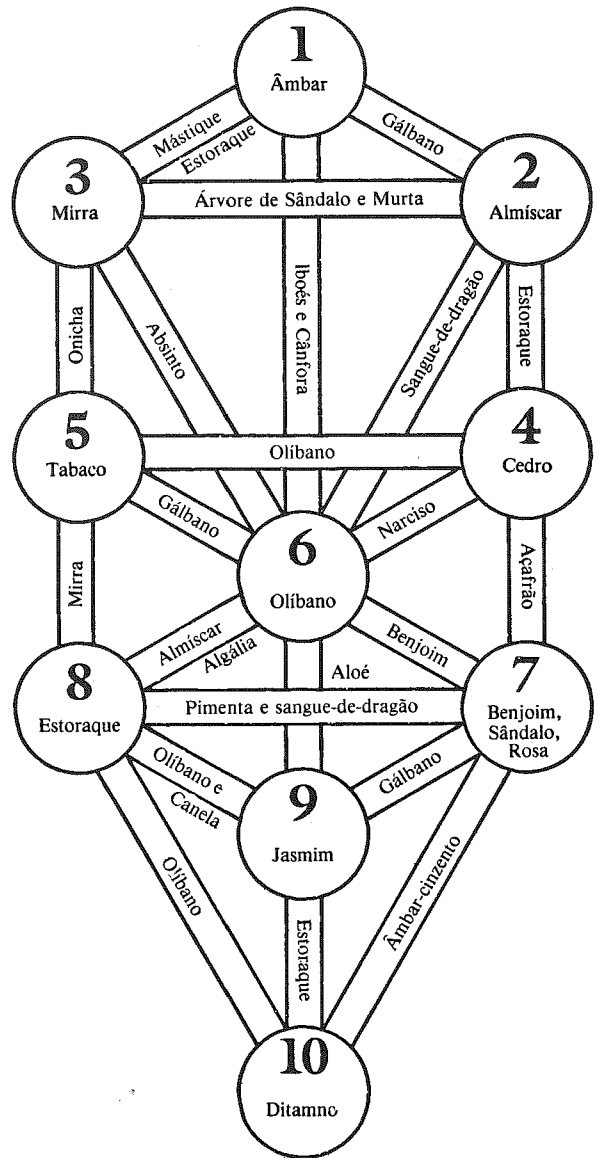 1
Âmbar
Mástique
Estoraque
Gálbano
3
Mirra
2
Almíscar
Árvore de Sândalo e Murta
Onicha
Absinto
Iboés e Cânfora
Sangue-de-dragão
Estoraque
5
Tabaco
4
Cedro
Olíbano
Gálbano
Narciso
6
Olíbano
Mirra
Açafrão
Almíscar
Algália
Benjoim
Aloé
8
Estoraque
7
Benjoim,
Sândalo,
Rosa
Pimenta e sangue-de-dragão
Olíbano e
Canela
Gálbano
9
Jasmim
Olíbano
Estoraque
Âmbar-cinzento
10
Ditamno